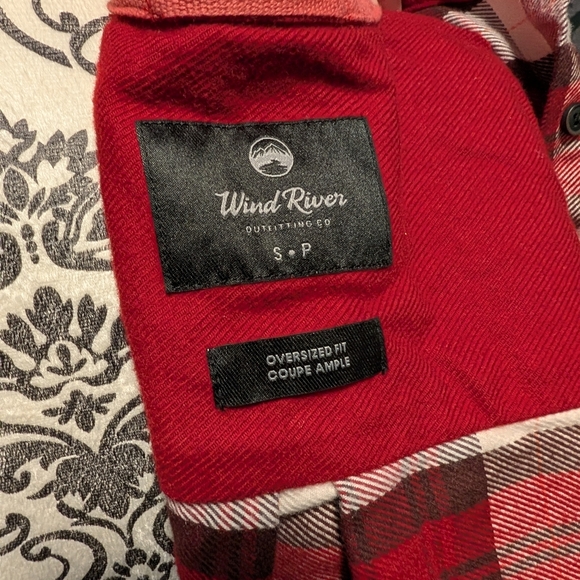 Wind River
OUTFITTING CO
S • P
OVERSIZED FIT
COUPE AMPLE